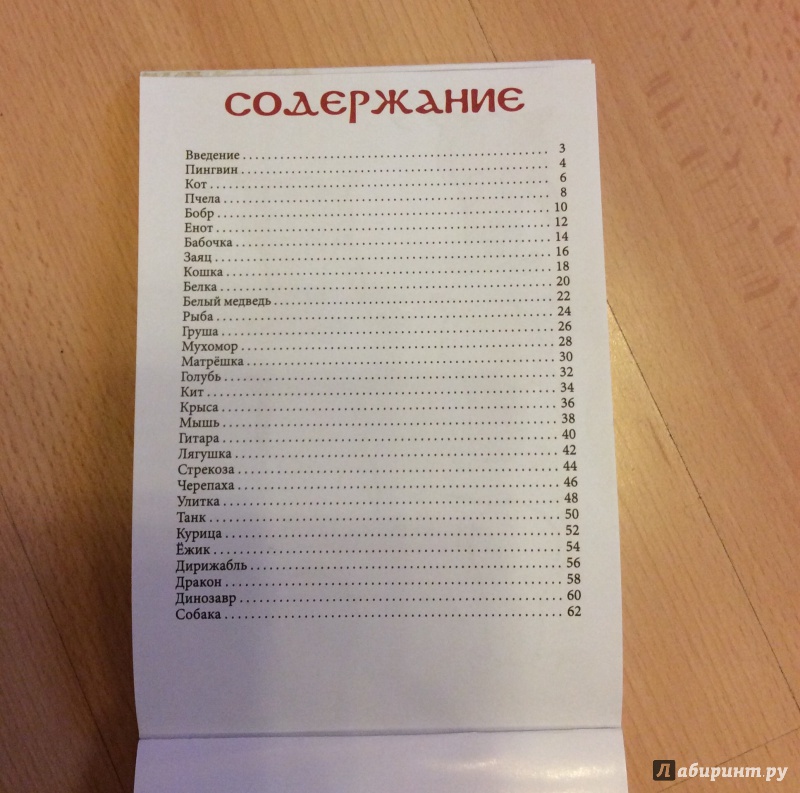 СОДЕРЖАНИЕ
Введение ........................................ 3
Пингвин ........................................ 4
Кот ........................................ 6
Пчела ........................................ 8
Бобр ........................................ 10
Енот ........................................ 12
Бабочка ........................................ 14
Заяц ........................................ 16
Кошка ........................................ 18
Белка ........................................ 20
Белый медведь ........................................ 22
Рыба ........................................ 24
Груша ........................................ 26
Мухомор ........................................ 28
Матрёшка ........................................ 30
Голубь ........................................ 32
Кит ........................................ 34
Крыса ........................................ 36
Мышь ........................................ 38
Гитара ........................................ 40
Лягушка ........................................ 42
Стрекоза ........................................ 44
Черепаха ........................................ 46
Улитка ........................................ 48
Танк ........................................ 50
Курица ........................................ 52
Ёжик ........................................ 54
Дирижабль ........................................ 56
Дракон ........................................ 58
Динозавр ........................................ 60
Собака ........................................ 62
Лабиринт.ру